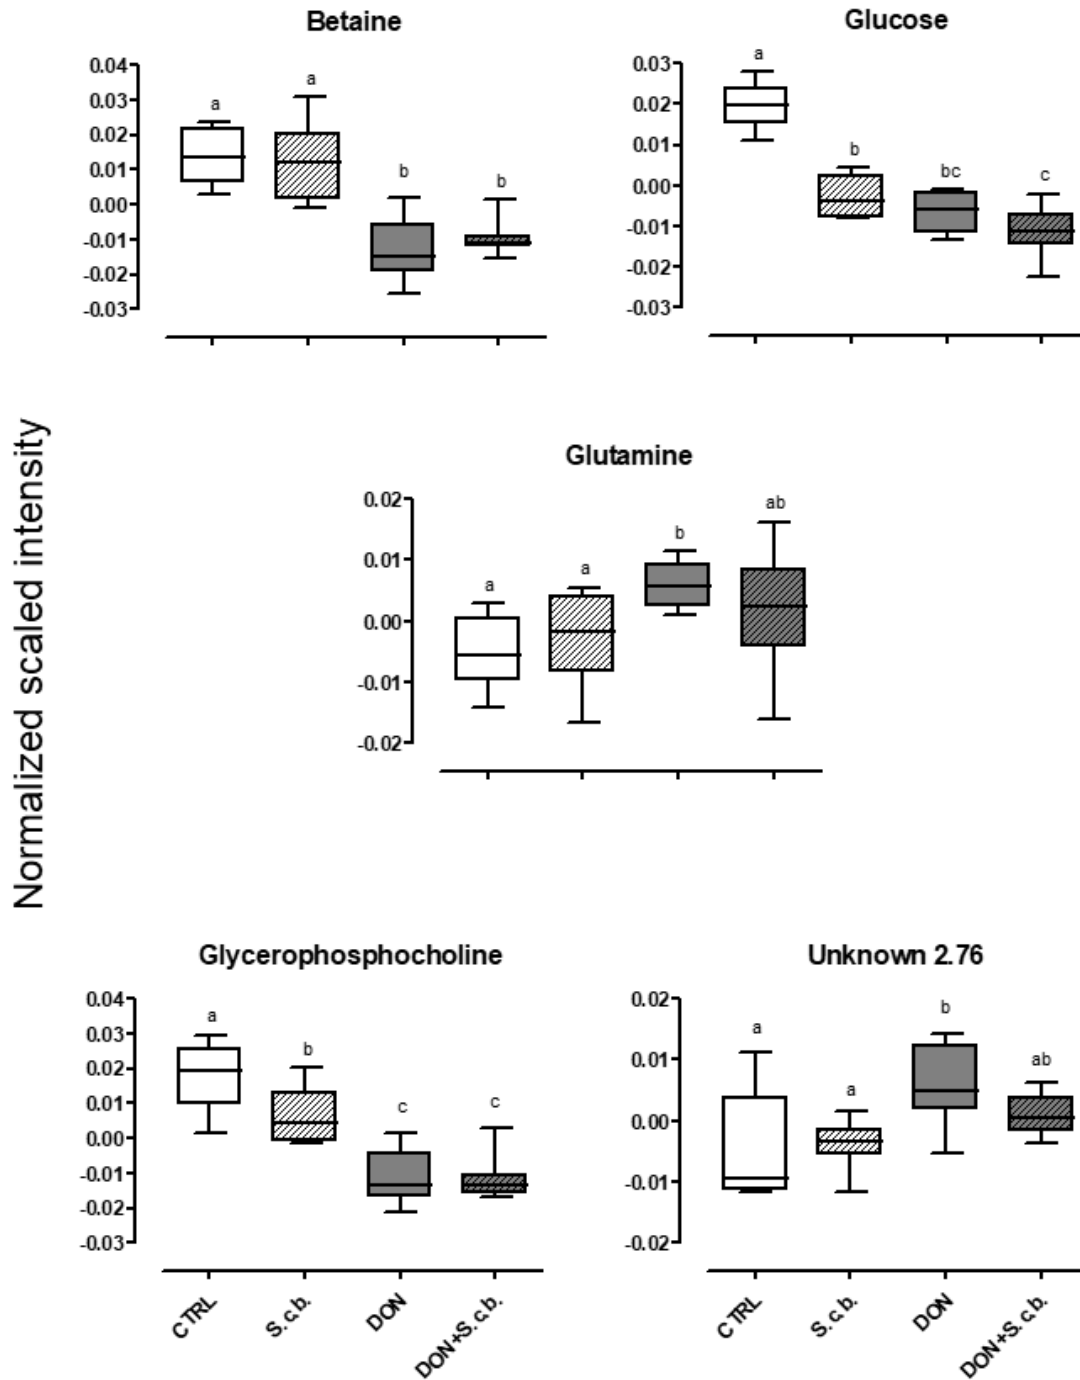 Betaine
0.04
0.03
0.02
0.01
0.00
-0.01
-0.02
-0.03
a
a
b
b
Glucose
0.03
0.02
0.01
0.00
-0.01
-0.02
-0.03
a
b
bc
c
Normalized scaled intensity
Glutamine
0.02
0.01
0.00
-0.01
-0.02
a
a
b
ab
Glycerophosphocholine
0.04
0.03
0.02
0.01
0.00
-0.01
-0.02
-0.03
a
b
c
c
CTRL
S.c.b.
DON
DON+S.c.b.
Unknown 2.76
0.02
0.01
0.00
-0.01
-0.02
a
a
b
ab
CTRL
S.c.b.
DON
DON+S.c.b.